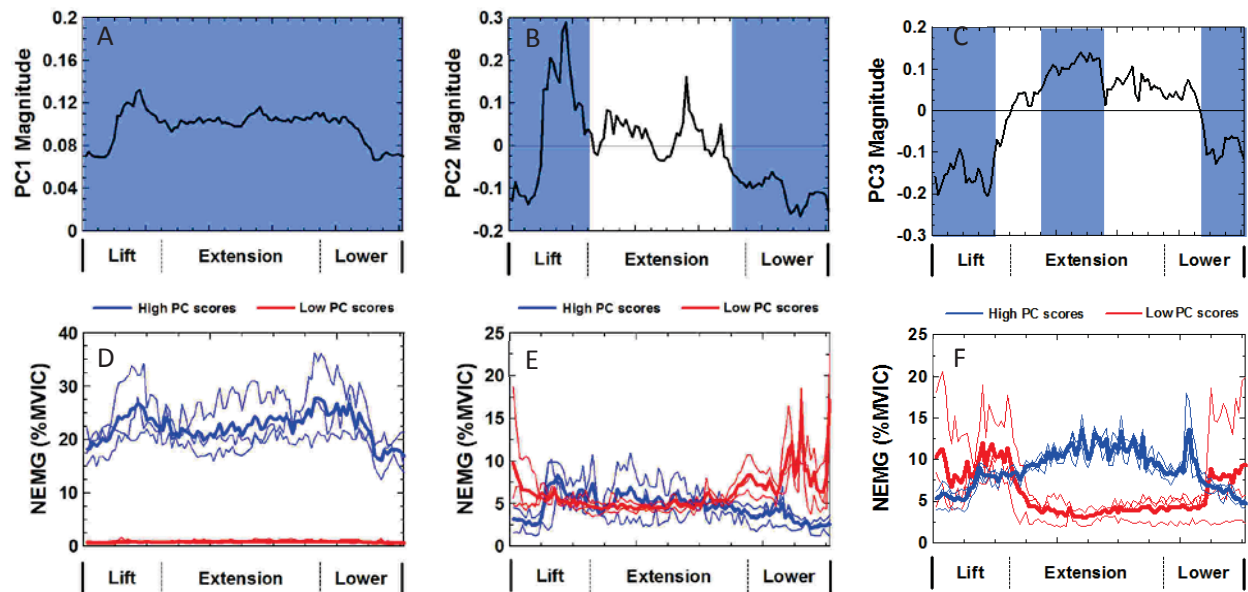 A
PC1 Magnitude
0.2
0.16
0.12
0.08
0.04
0
Lift Extension Lower
B
PC2 Magnitude
0.3
0.2
0.1
0
-0.1
-0.2
Lift Extension Lower
C
PC3 Magnitude
0.2
0.1
0
-0.1
-0.2
-0.3
Lift Extension Lower
High PC scores Low PC scores
D
NEMG (%MVIC)
40
30
20
10
0
Lift Extension Lower
High PC scores Low PC scores
E
NEMG (%MVIC)
25
20
15
10
5
0
Lift Extension Lower
High PC scores Low PC scores
F
NEMG (%MVIC)
25
20
15
10
5
0
Lift Extension Lower